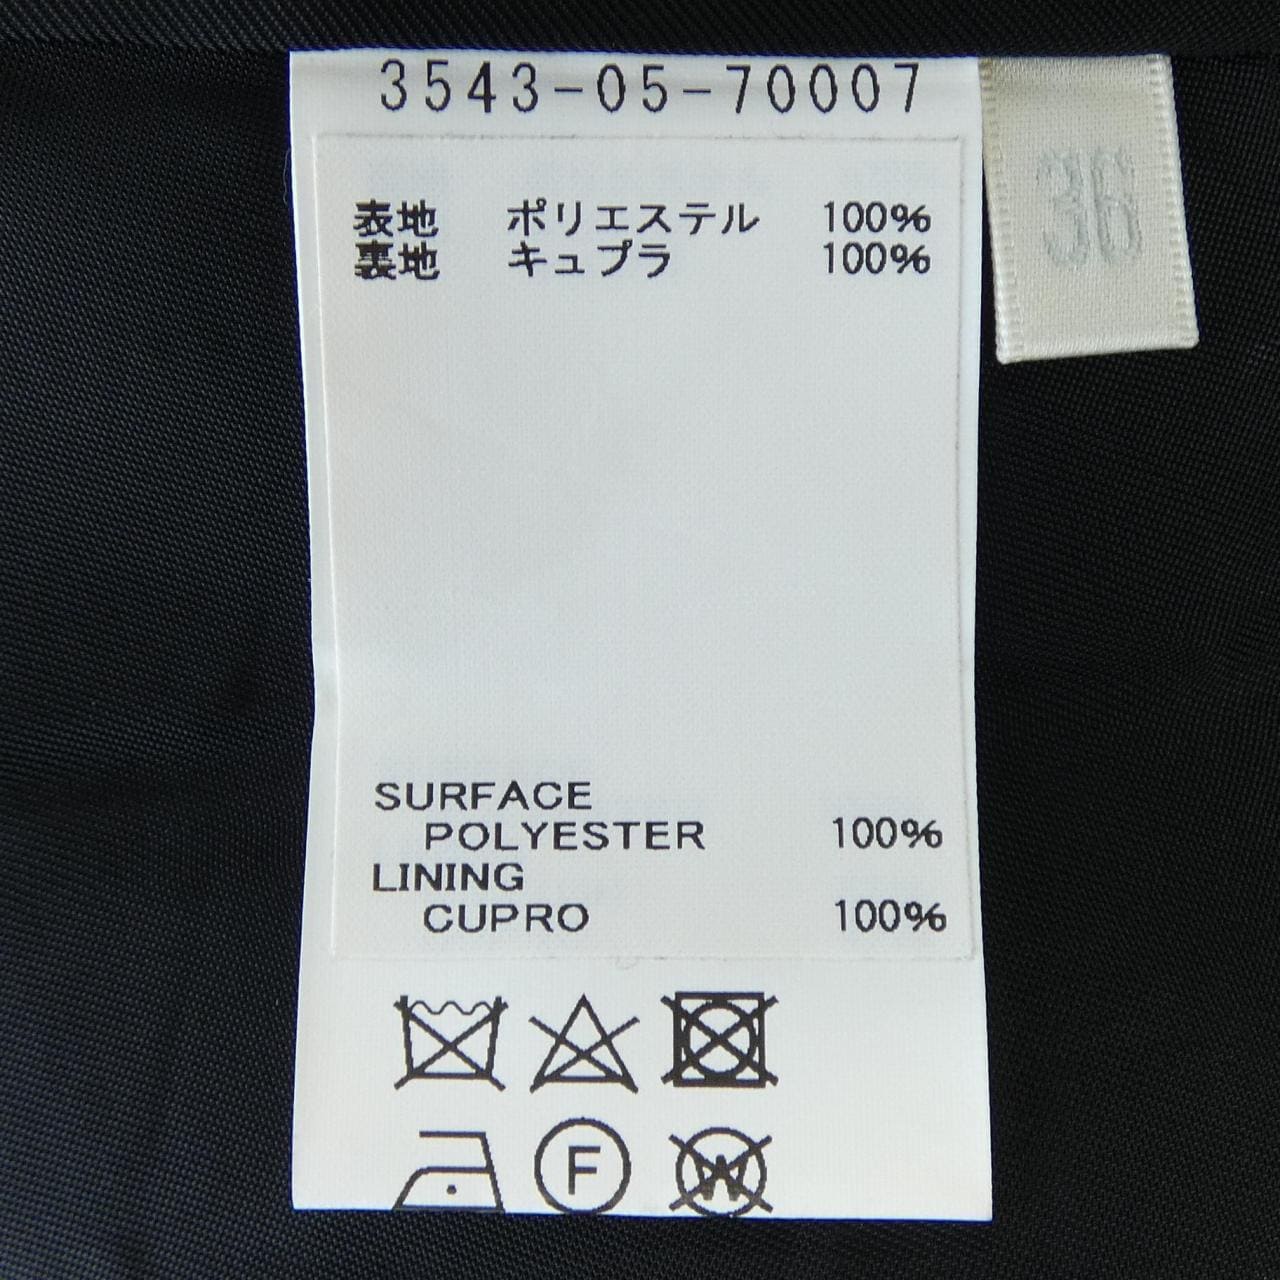 3543-05-70007
36
表地 ポリエステル 100%
裏地 キュプラ 100%
SURFACE
POLYESTER 100%
LINING
CUPRO 100%
F W